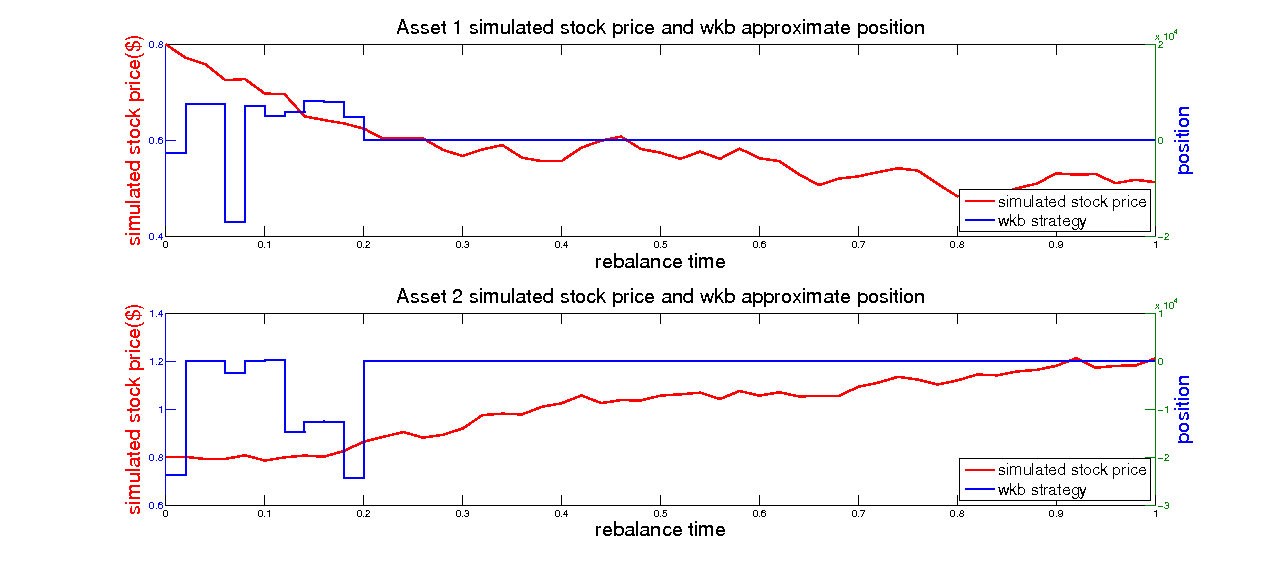 Asset 1 simulated stock price and wkb approximate position
x 10^4
0.8
0.6
0.4
2
0
-2
simulated stock price($)
position
simulated stock price
wkb strategy
0 0.1 0.2 0.3 0.4 0.5 0.6 0.7 0.8 0.9 1
rebalance time
Asset 2 simulated stock price and wkb approximate position
x 10^4
1.4
1.2
1
0.8
0.6
1
0
-1
-2
-3
simulated stock price($)
position
simulated stock price
wkb strategy
0 0.1 0.2 0.3 0.4 0.5 0.6 0.7 0.8 0.9 1
rebalance time